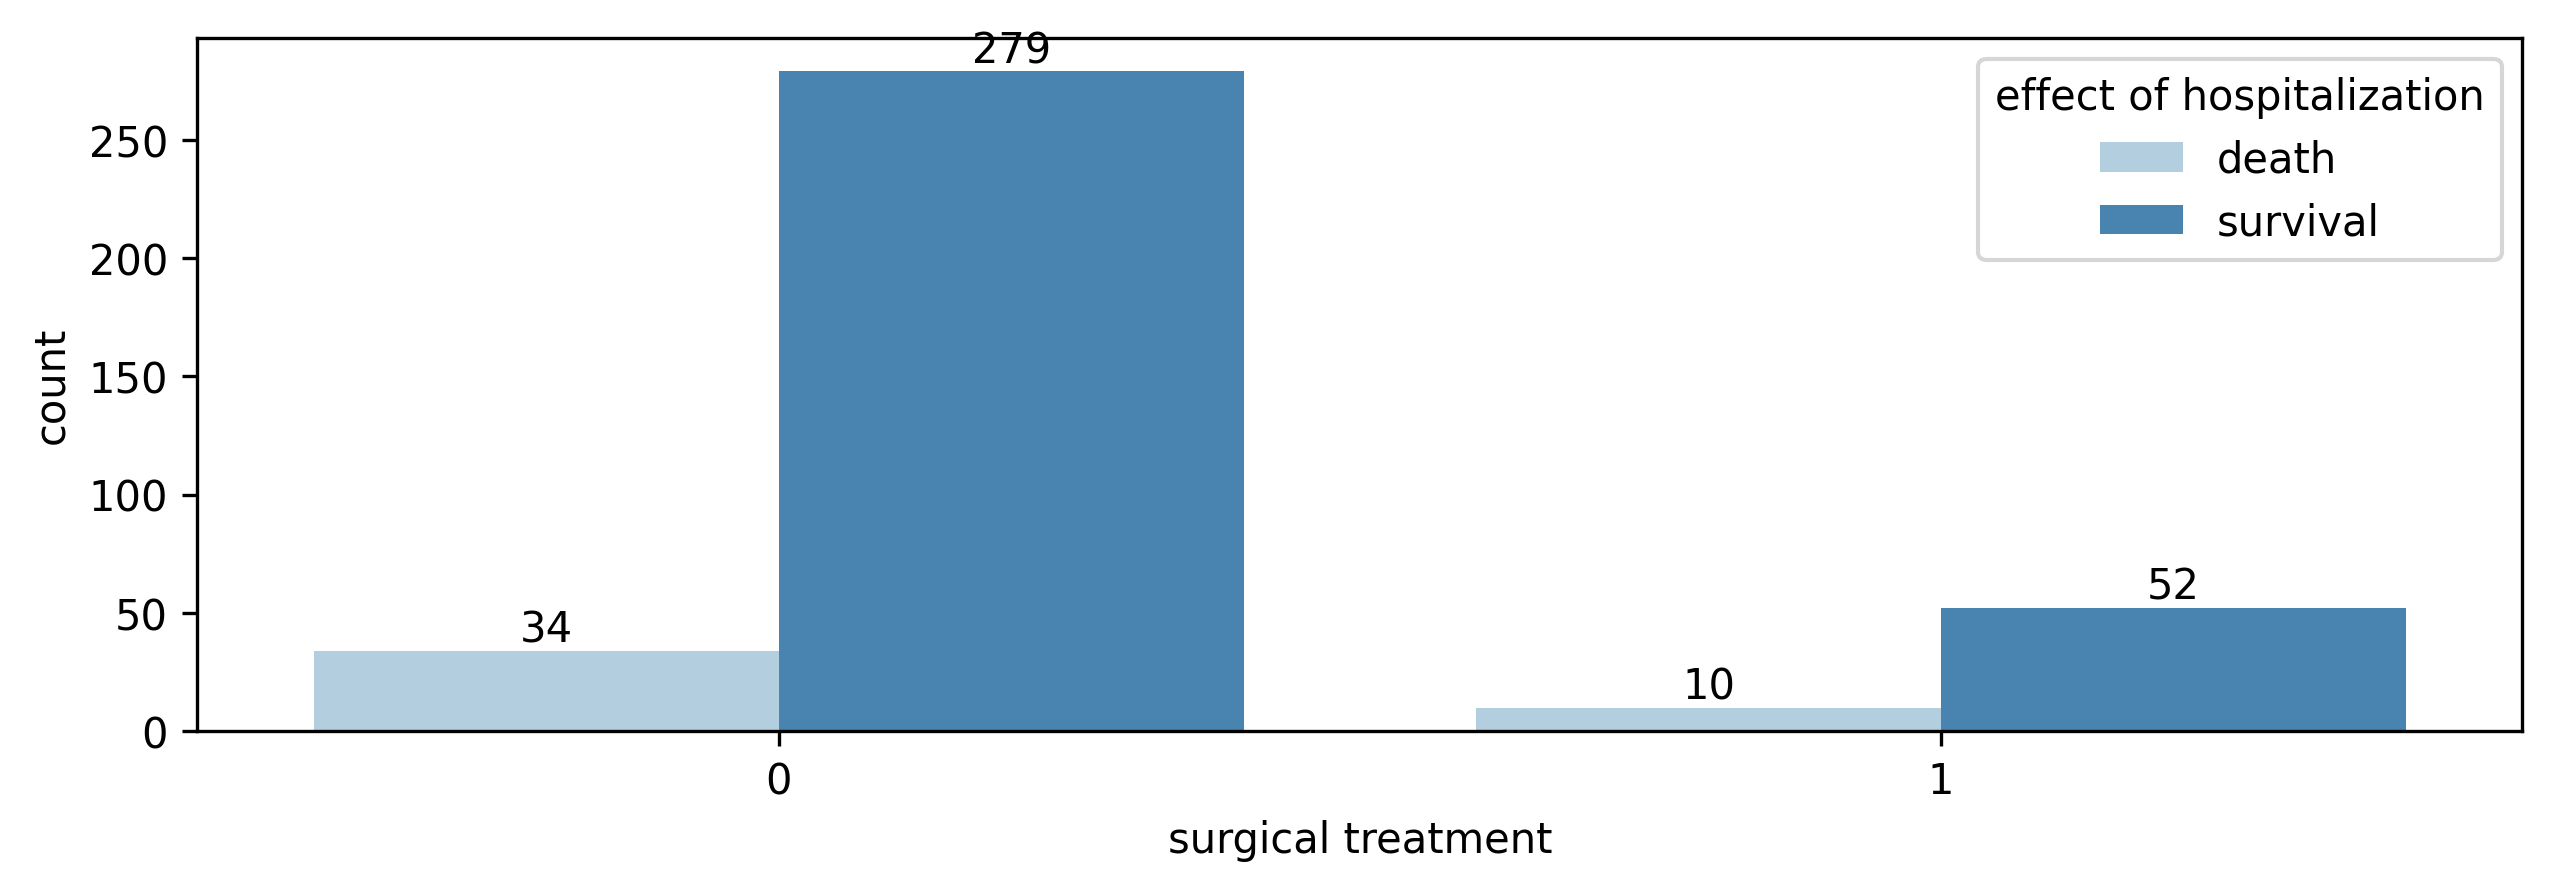 279
effect of hospitalization
death
survival
250
200
150
100
50
0
count
34
10
52
0
1
surgical treatment